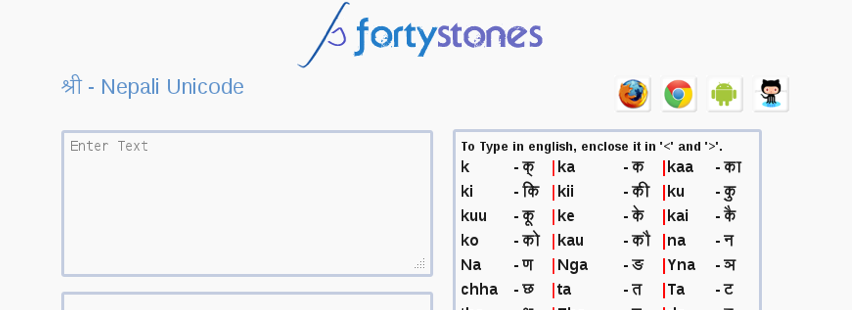 fortystones
श्री - Nepali Unicode
Enter Text
To Type in english, enclose it in '<' and '>'.
k - क् | ka - क | kaa - का
ki - कि | kii - की | ku - कु
kuu - कू | ke - के | kai - कै
ko - को | kau - कौ | na - न
Na - ण | Nga - ङ | Yna - ञ
chha - छ | ta - त | Ta - ट